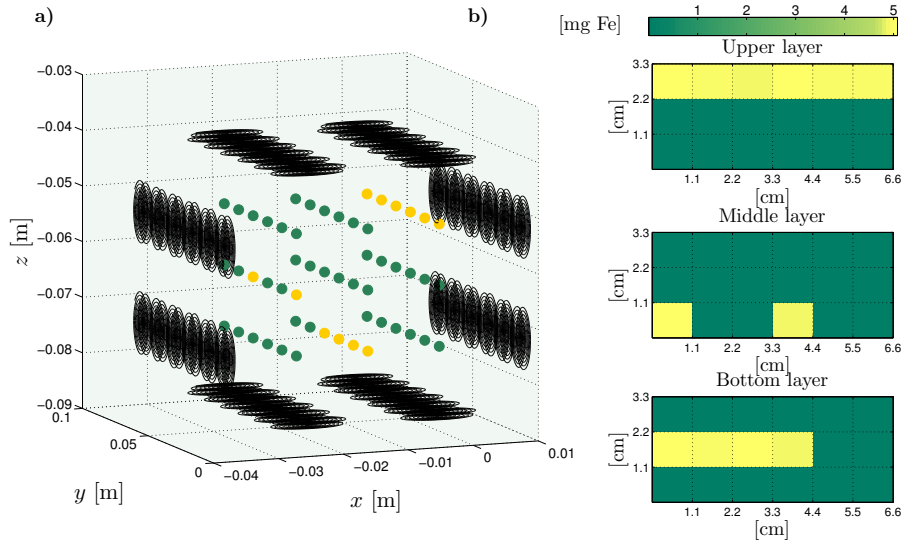 a)
−0.03
−0.04
−0.05
−0.06
−0.07
−0.08
−0.09
z [m]
0.1
0.05
0
y [m]
−0.04
−0.03
−0.02
−0.01
0
0.01
x [m]
b)
[mg Fe]
1 2 3 4 5
Upper layer
3.3
2.2
1.1
[cm]
1.1 2.2 3.3 4.4 5.5 6.6
[cm]
Middle layer
3.3
2.2
1.1
[cm]
1.1 2.2 3.3 4.4 5.5 6.6
[cm]
Bottom layer
3.3
2.2
1.1
[cm]
1.1 2.2 3.3 4.4 5.5 6.6
[cm]